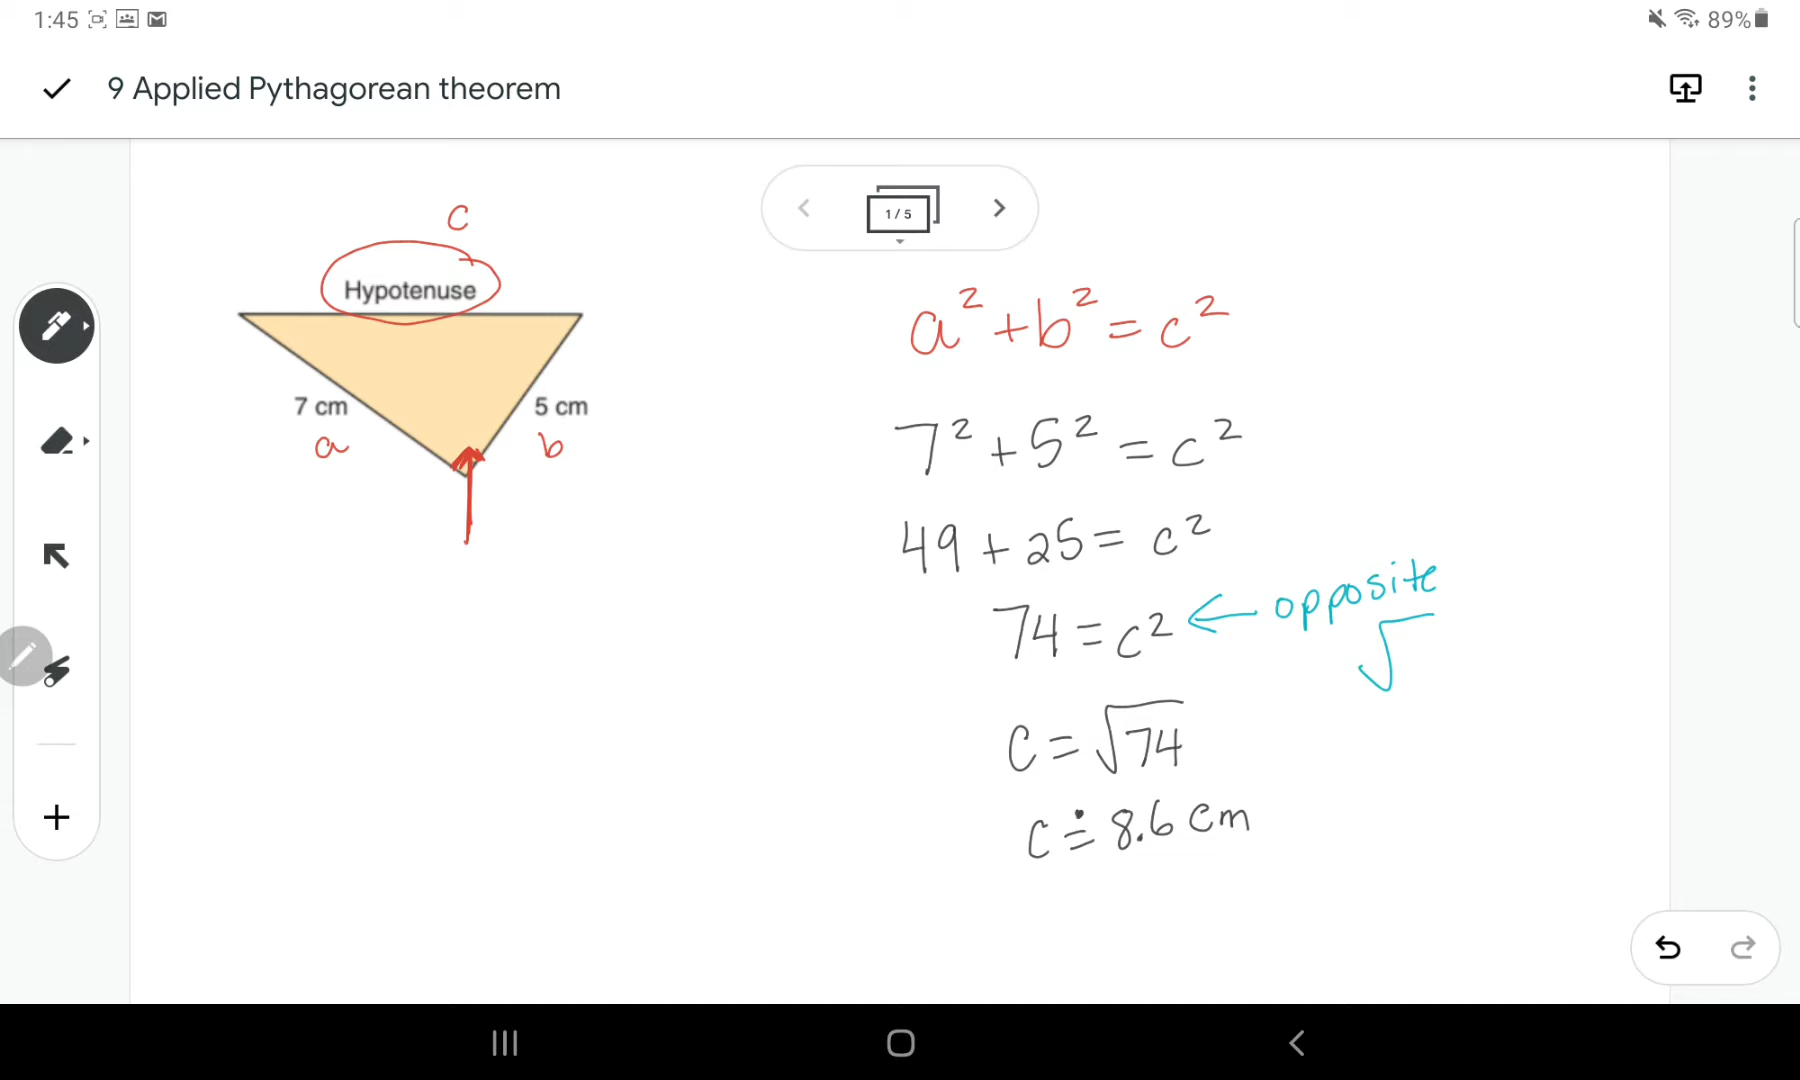 1:45
89%
9 Applied Pythagorean theorem
1 / 5
c
Hypotenuse
7 cm
5 cm
a
b
a² + b² = c²
7² + 5² = c²
49 + 25 = c²
74 = c² ← opposite
√
c = √74
c ≐ 8.6 cm